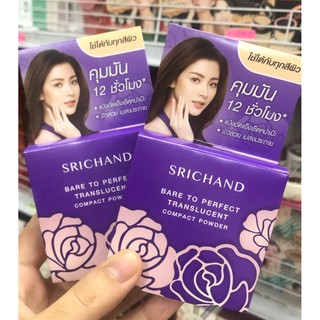 ใช้ได้กับทุกสีผิว
คุมมัน
12 ชั่วโมง*
SRICHAND
BARE TO PERFECT
TRANSLUCENT
COMPACT POWDER
ใช้ได้กับทุกสีผิว
คุมมัน
12 ชั่วโมง*
SRICHAND
BARE TO PERFECT
TRANSLUCENT
COMPACT POWDER